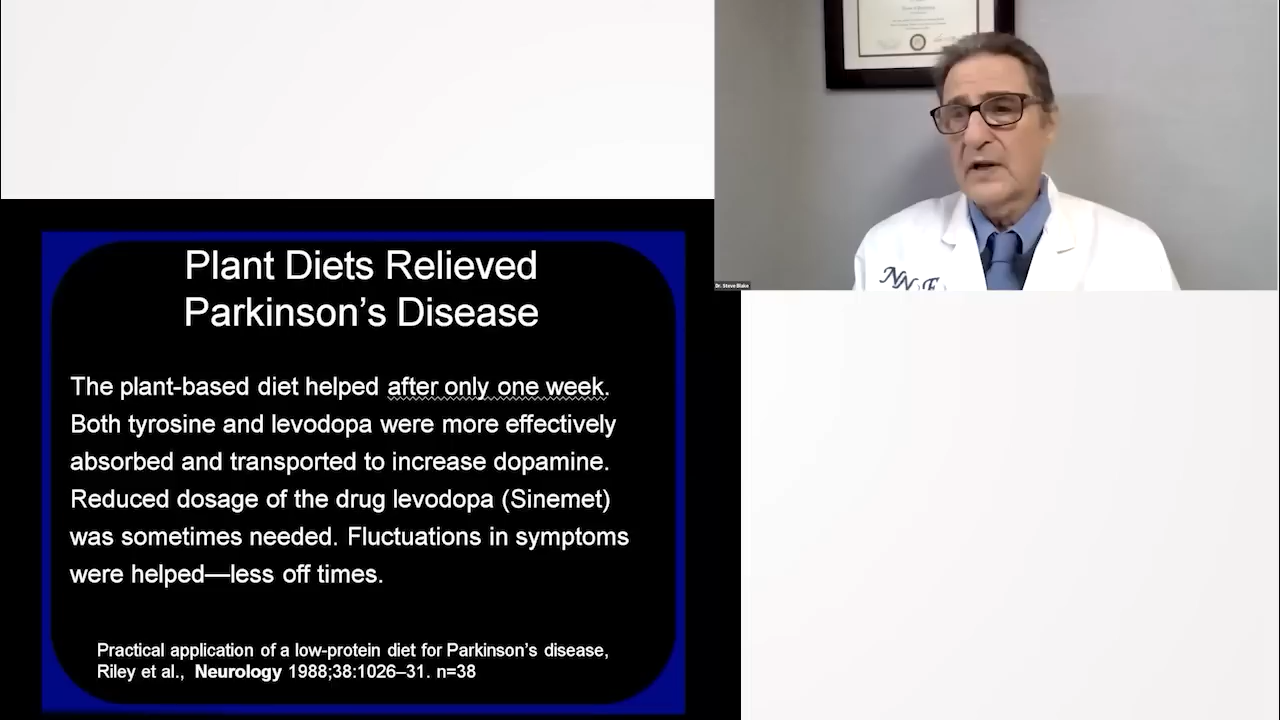 Plant Diets Relieved
Parkinson's Disease
The plant-based diet helped after only one week.
Both tyrosine and levodopa were more effectively
absorbed and transported to increase dopamine.
Reduced dosage of the drug levodopa (Sinemet)
was sometimes needed. Fluctuations in symptoms
were helped—less off times.
Practical application of a low-protein diet for Parkinson's disease,
Riley et al., Neurology 1988;38:1026–31. n=38
Dr. Steve Blake